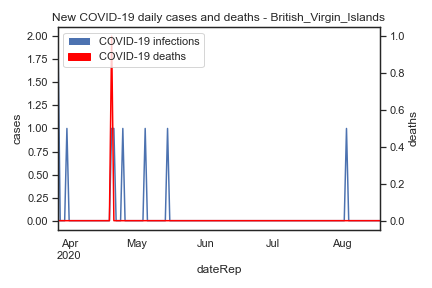 New COVID-19 daily cases and deaths - British_Virgin_Islands
COVID-19 infections
COVID-19 deaths
2.00
1.75
1.50
1.25
1.00
0.75
0.50
0.25
0.00
cases
1.0
0.8
0.6
0.4
0.2
0.0
deaths
Apr
2020
May
Jun
Jul
Aug
dateRep